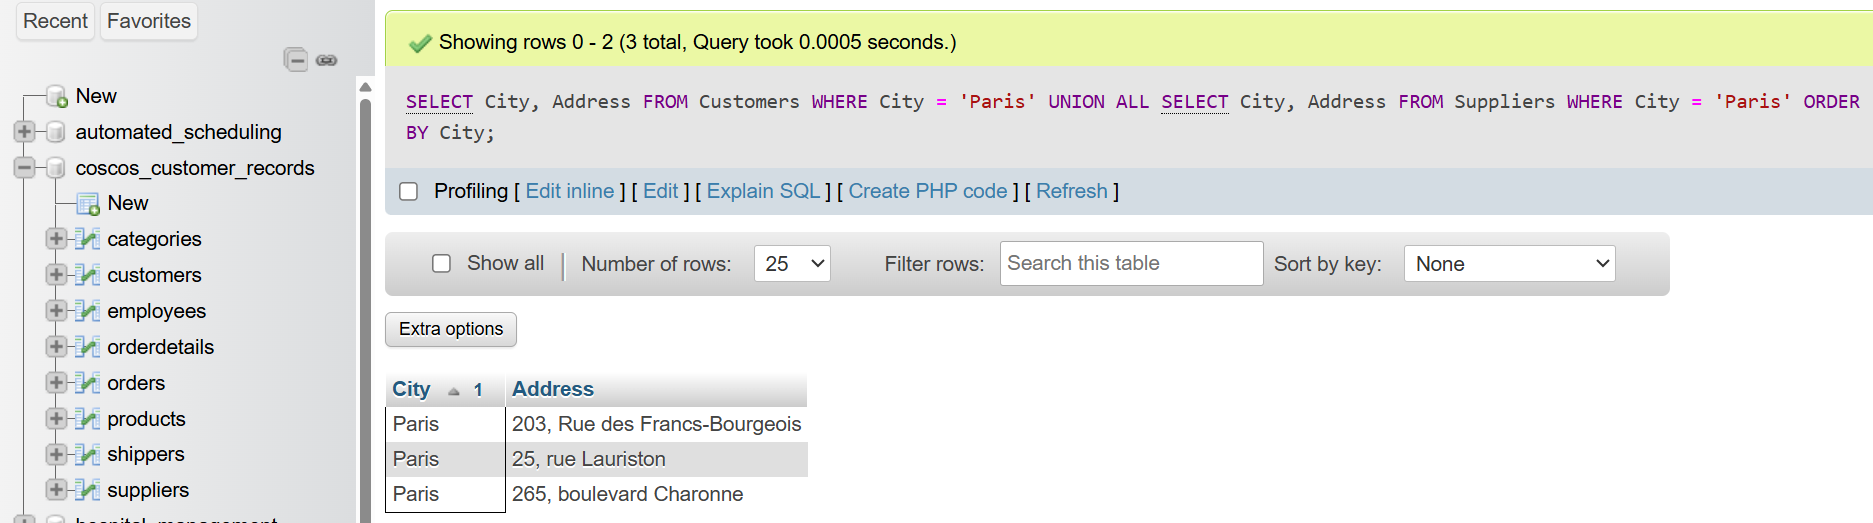 Recent Favorites
New
automated_scheduling
coscos_customer_records
New
categories
customers
employees
orderdetails
orders
products
shippers
suppliers
Showing rows 0 - 2 (3 total, Query took 0.0005 seconds.)
SELECT City, Address FROM Customers WHERE City = 'Paris' UNION ALL SELECT City, Address FROM Suppliers WHERE City = 'Paris' ORDER
BY City;
Profiling [ Edit inline ] [ Edit ] [ Explain SQL ] [ Create PHP code ] [ Refresh ]
Show all Number of rows: 25 Filter rows: Search this table Sort by key: None
Extra options
City 1 Address
Paris 203, Rue des Francs-Bourgeois
Paris 25, rue Lauriston
Paris 265, boulevard Charonne